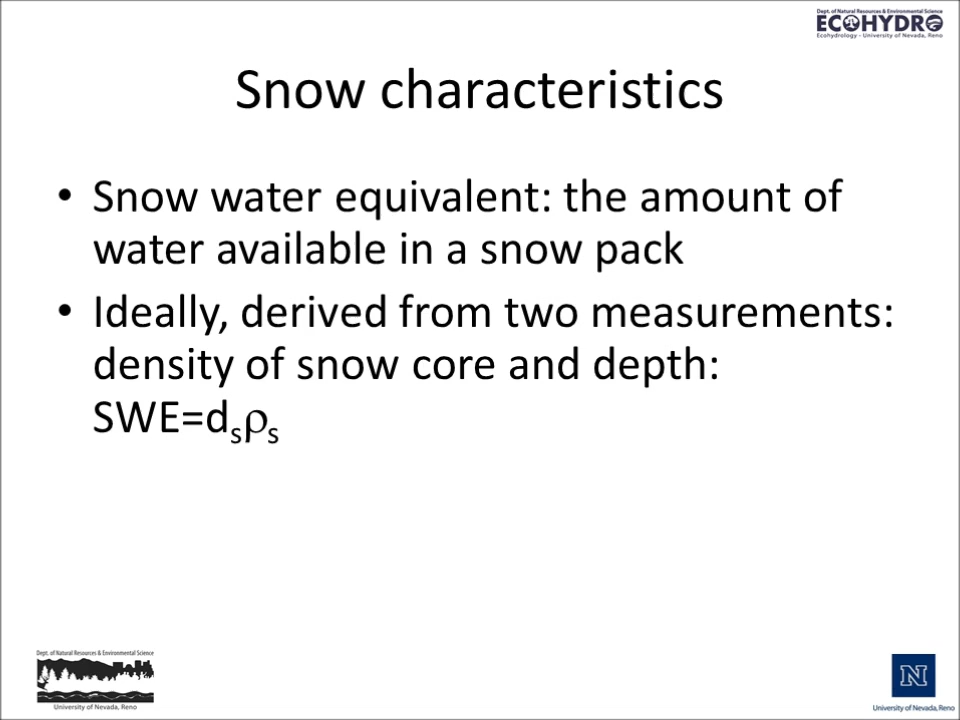 Dept. of Natural Resources & Environmental Science
ECOHYDRO
Ecohydrology - University of Nevada, Reno
Snow characteristics
• Snow water equivalent: the amount of
water available in a snow pack
• Ideally, derived from two measurements:
density of snow core and depth:
SWE=dₛρₛ
Dept. of Natural Resources & Environmental Science
University of Nevada, Reno
N
University of Nevada, Reno